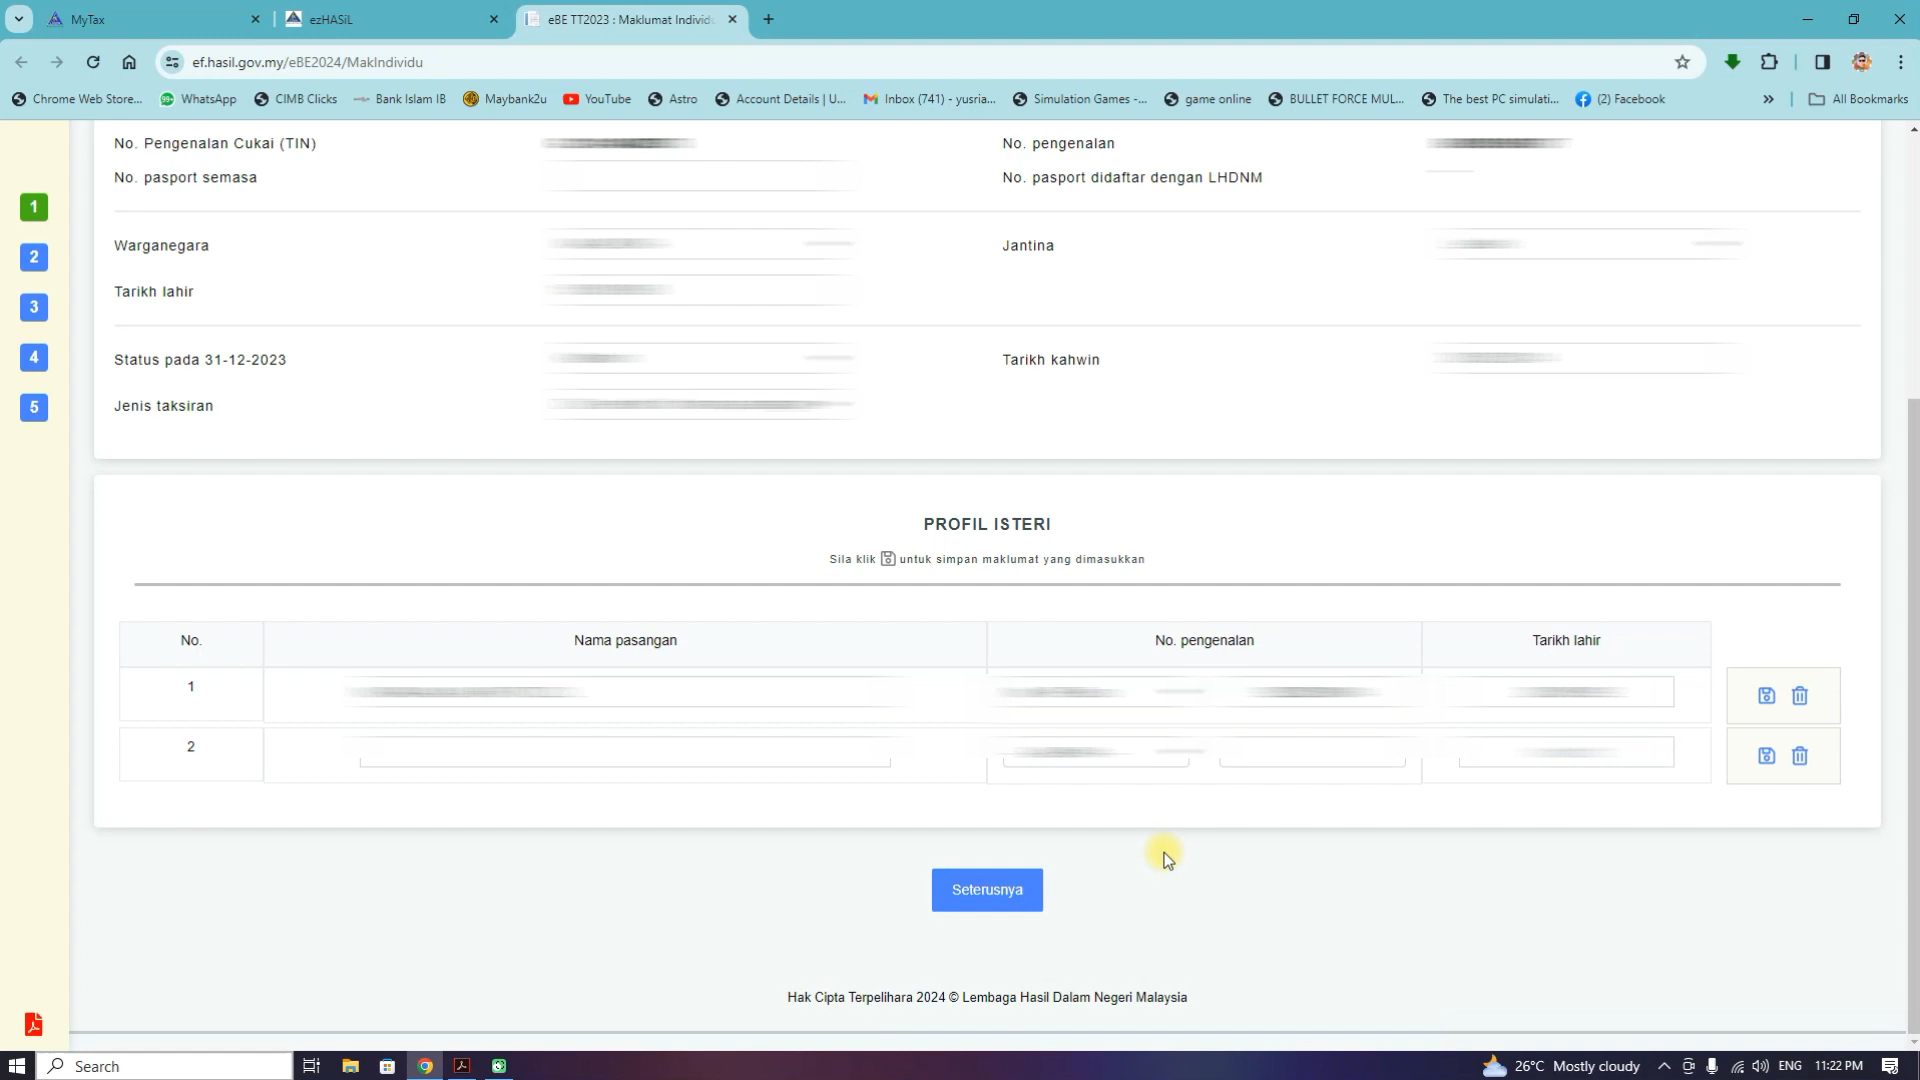 MyTax
ezHASiL
eBE TT2023 : Maklumat Individu
ef.hasil.gov.my/eBE2024/MakIndividu
Chrome Web Store...
WhatsApp
CIMB Clicks
Bank Islam IB
Maybank2u
YouTube
Astro
Account Details | U...
Inbox (741) - yusria...
Simulation Games -...
game online
BULLET FORCE MUL...
The best PC simulati...
(2) Facebook
»
All Bookmarks
No. Pengenalan Cukai (TIN)
No. pengenalan
No. pasport semasa
No. pasport didaftar dengan LHDNM
1
2
3
4
5
Warganegara
Jantina
Tarikh lahir
Status pada 31-12-2023
Tarikh kahwin
Jenis taksiran
PROFIL ISTERI
Sila klik untuk simpan maklumat yang dimasukkan
No.
Nama pasangan
No. pengenalan
Tarikh lahir
1
2
Seterusnya
Hak Cipta Terpelihara 2024 © Lembaga Hasil Dalam Negeri Malaysia
Search
26°C Mostly cloudy
ENG
11:22 PM